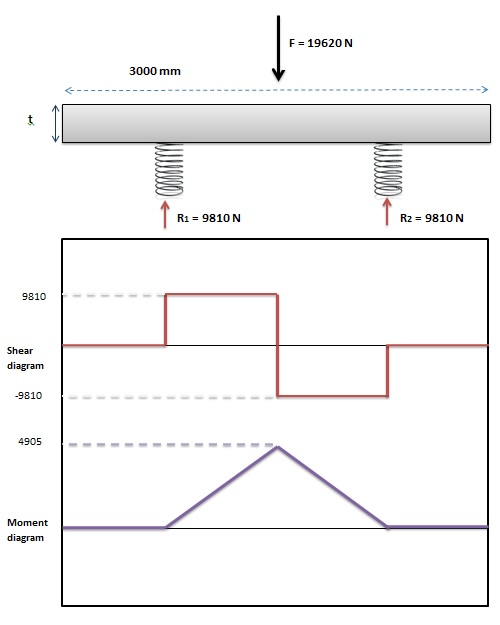 F = 19620 N
3000 mm
t
R1 = 9810 N
R2 = 9810 N
9810
Shear
diagram
-9810
4905
Moment
diagram